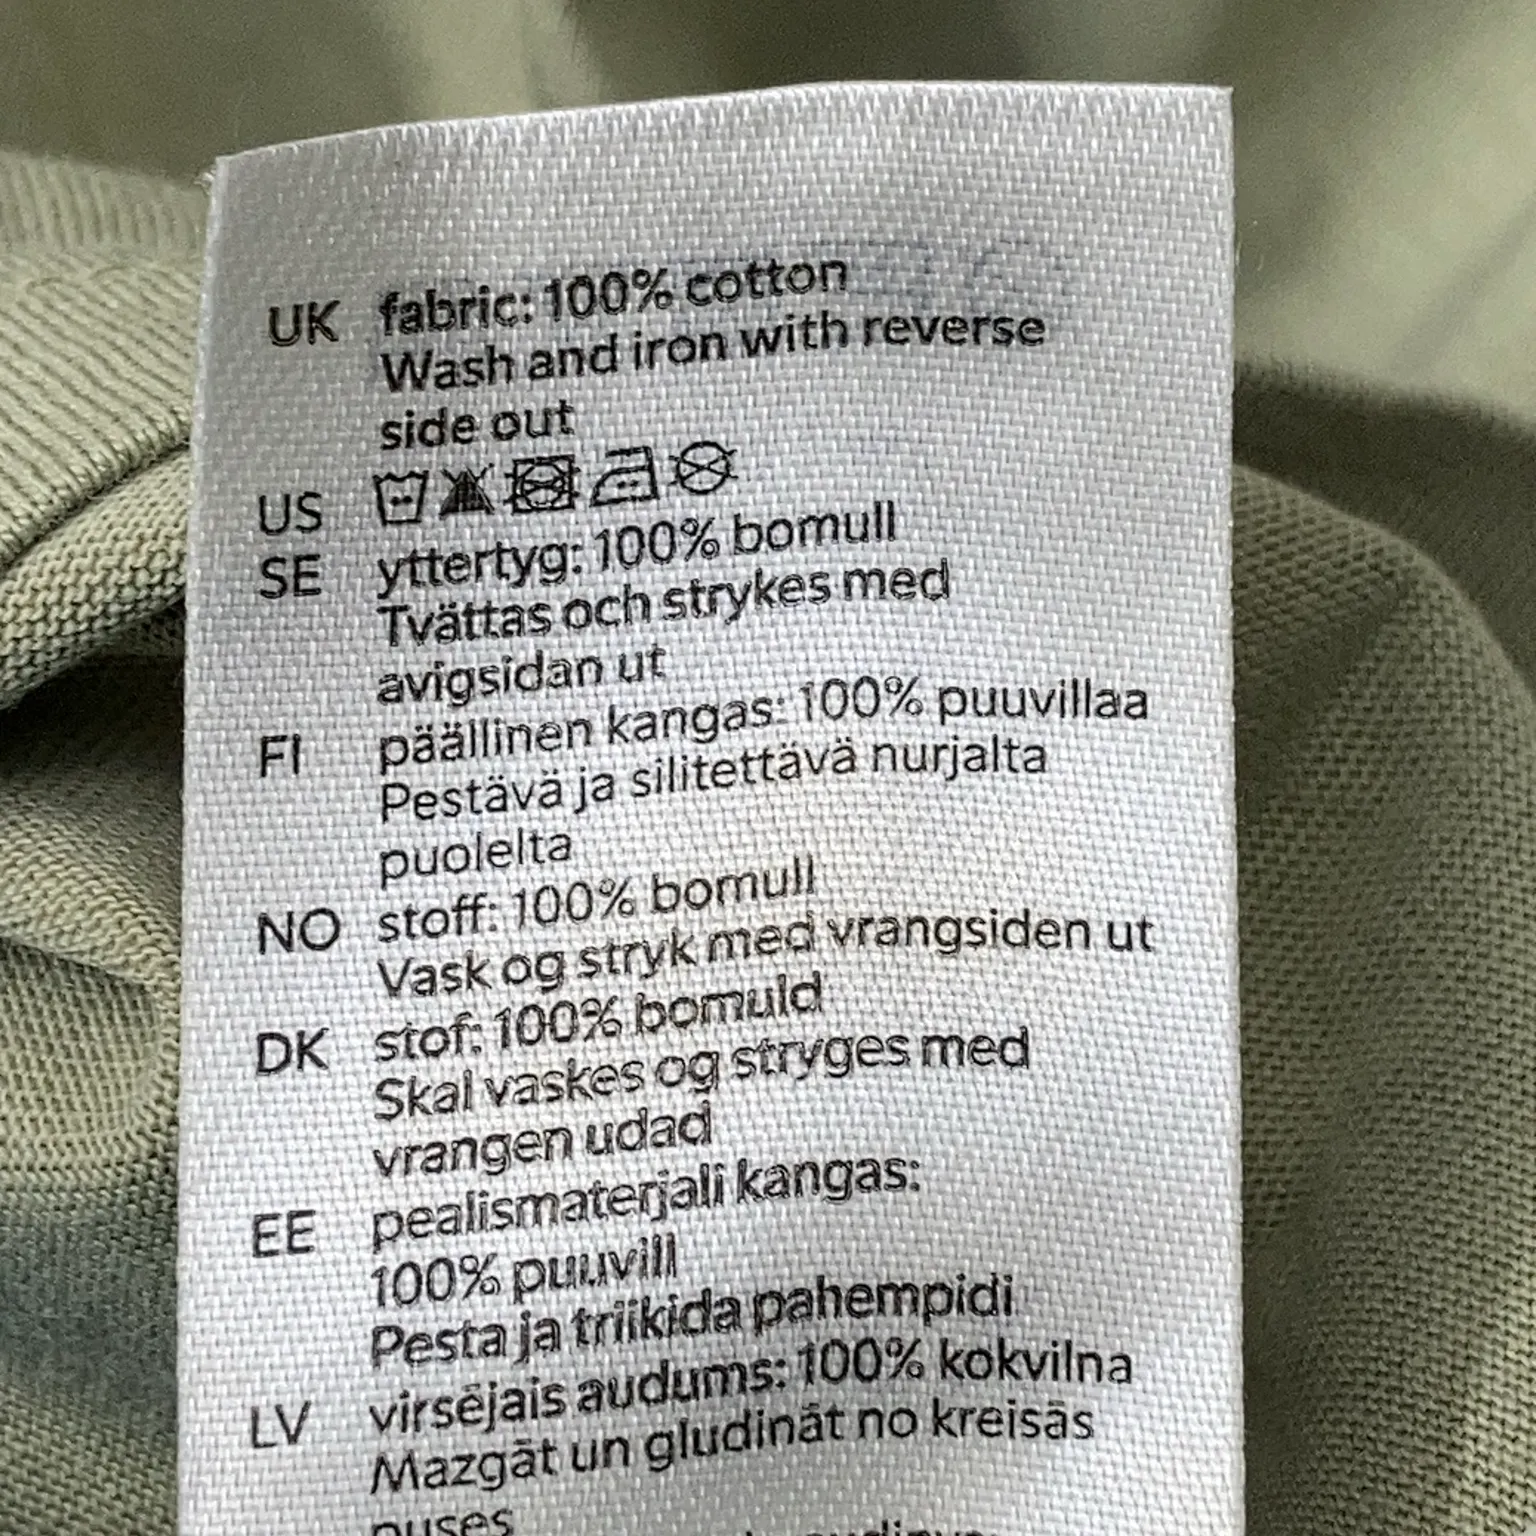 UK fabric: 100% cotton
Wash and iron with reverse
side out
US
SE yttertyg: 100% bomull
Tvättas och strykes med
avigsidan ut
FI päällinen kangas: 100% puuvillaa
Pestävä ja silitettävä nurjalta
puolelta
NO stoff: 100% bomull
Vask og stryk med vrangsiden ut
DK stof: 100% bomuld
Skal vaskes og stryges med
vrangen udad
EE pealismaterjali kangas:
100% puuvill
Pesta ja triikida pahempidi
LV virsējais audums: 100% kokvilna
Mazgāt un gludināt no kreisās
puses